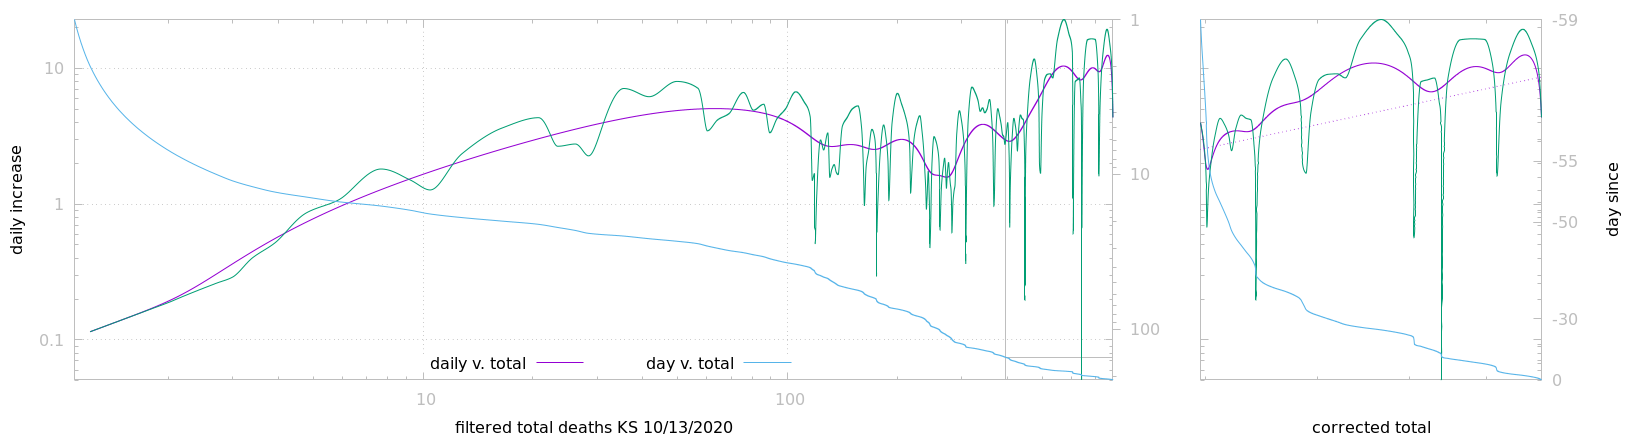 10
1
0.1
daily increase
daily v. total
day v. total
10
100
filtered total deaths KS 10/13/2020
1
10
100
-59
-55
-50
-30
0
day since
corrected total